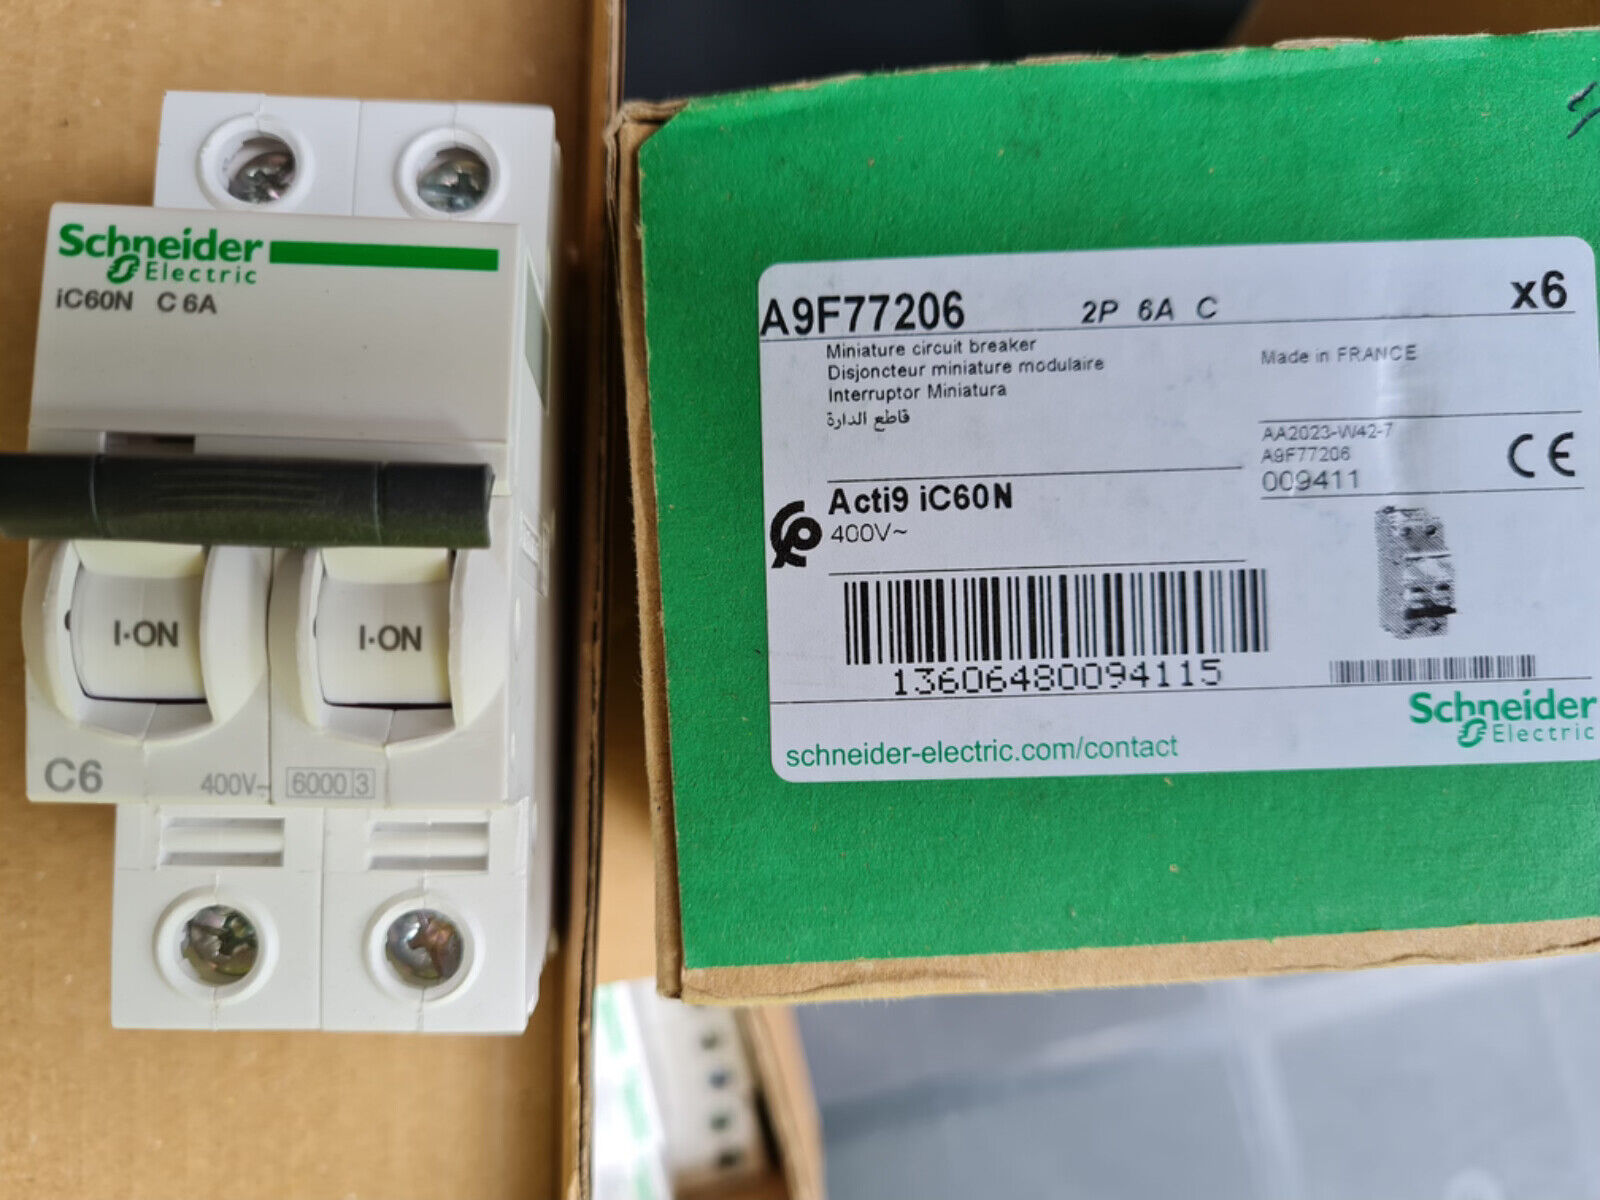 Schneider
Electric
iC60N C 6A
I·ON
I·ON
C6
400V~
6000 3
A9F77206
2P 6A C
x6
Miniature circuit breaker
Disjoncteur miniature modulaire
Interruptor Miniatura
قاطع الدارة
Made in FRANCE
AA2023-W42-7
A9F77206
009411
CE
Acti9 iC60N
400V~
13606480094115
Schneider
Electric
schneider-electric.com/contact